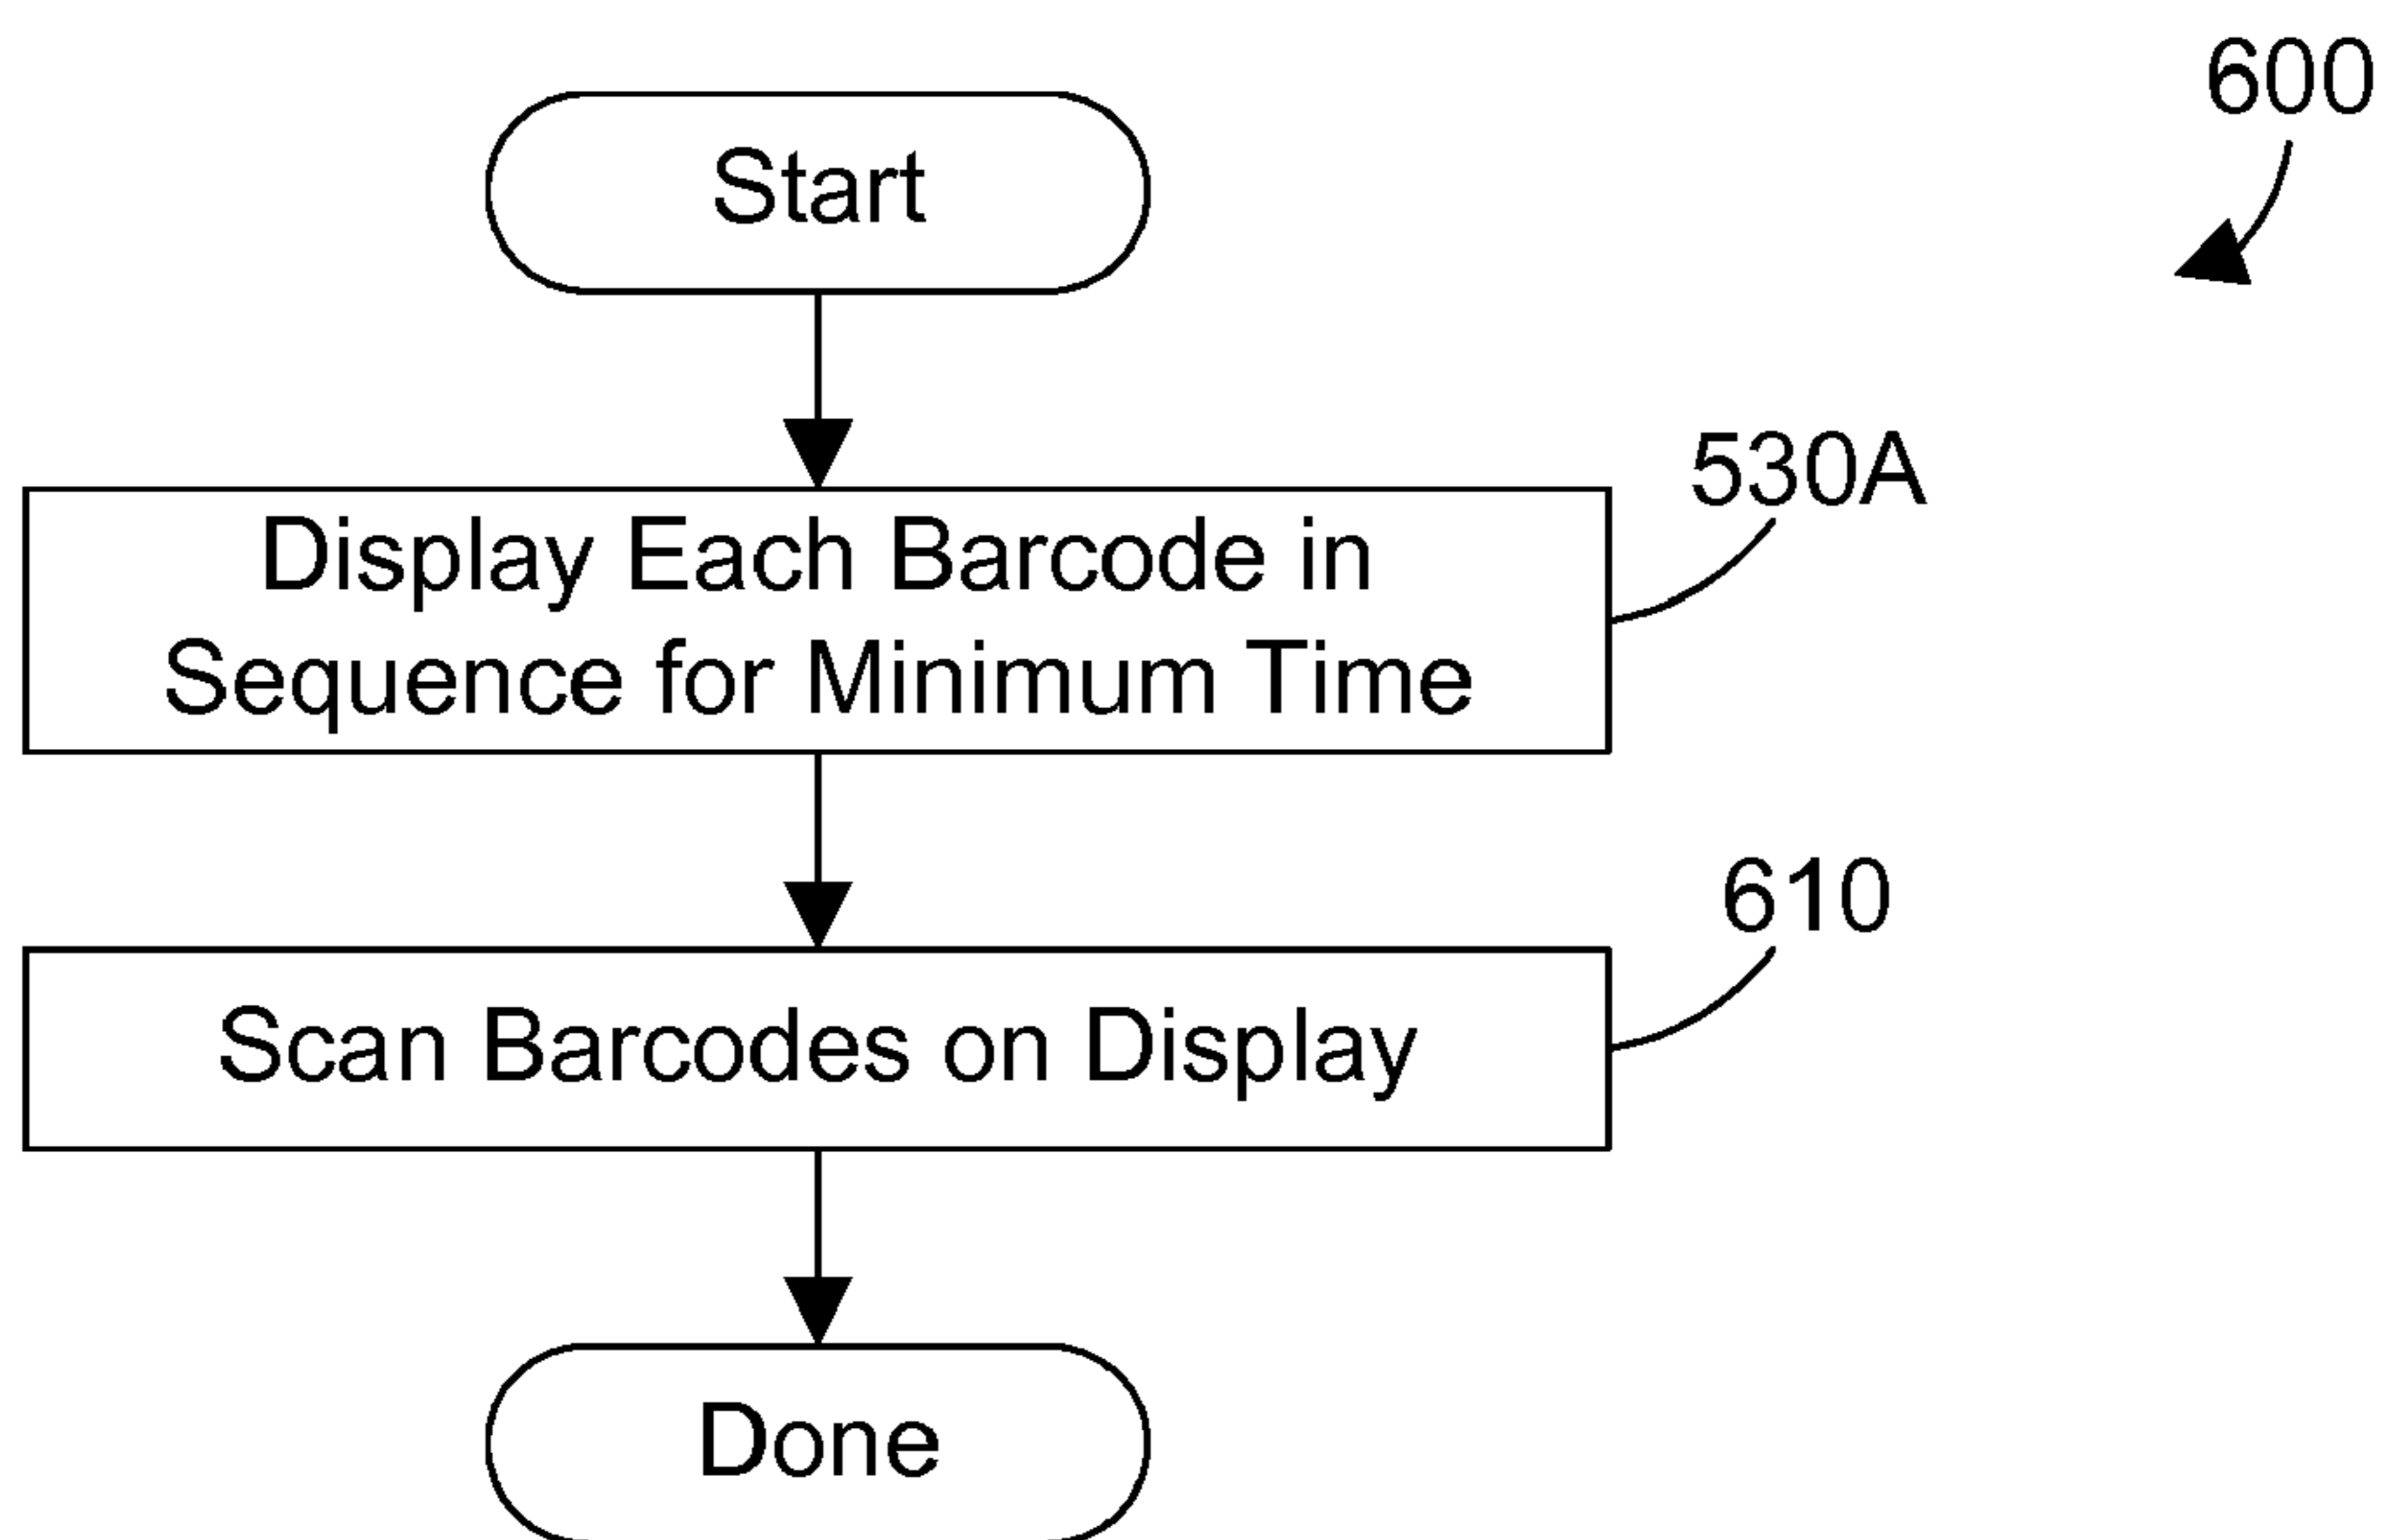 600
Start
530A
Display Each Barcode in
Sequence for Minimum Time
610
Scan Barcodes on Display
Done